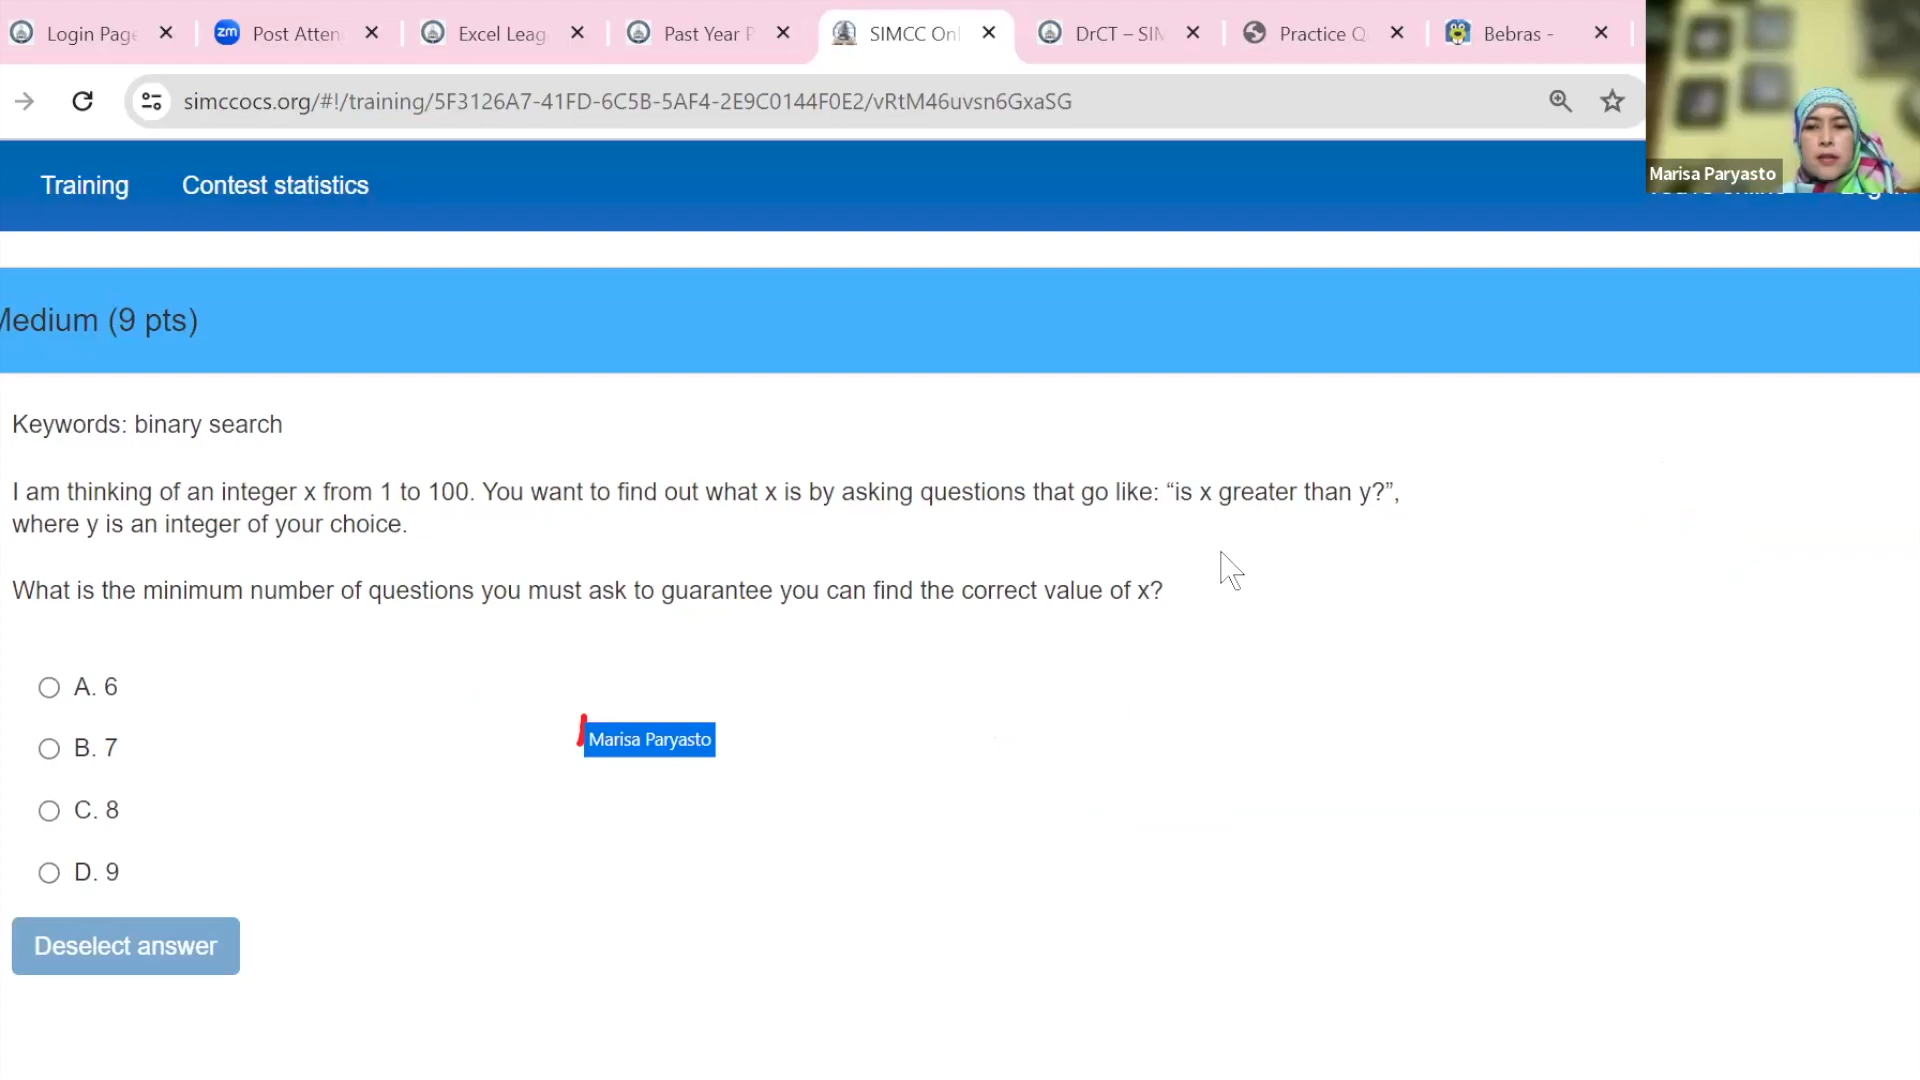 Login Page
Post Atten
Excel Leag
Past Year P
SIMCC Onl
DrCT – SIM
Practice Q
Bebras -
simccocs.org/#!/training/5F3126A7-41FD-6C5B-5AF4-2E9C0144F0E2/vRtM46uvsn6GxaSG
Marisa Paryasto
Training
Contest statistics
Medium (9 pts)
Keywords: binary search
I am thinking of an integer x from 1 to 100. You want to find out what x is by asking questions that go like: “is x greater than y?”,
where y is an integer of your choice.
What is the minimum number of questions you must ask to guarantee you can find the correct value of x?
A. 6
B. 7
C. 8
D. 9
Marisa Paryasto
Deselect answer